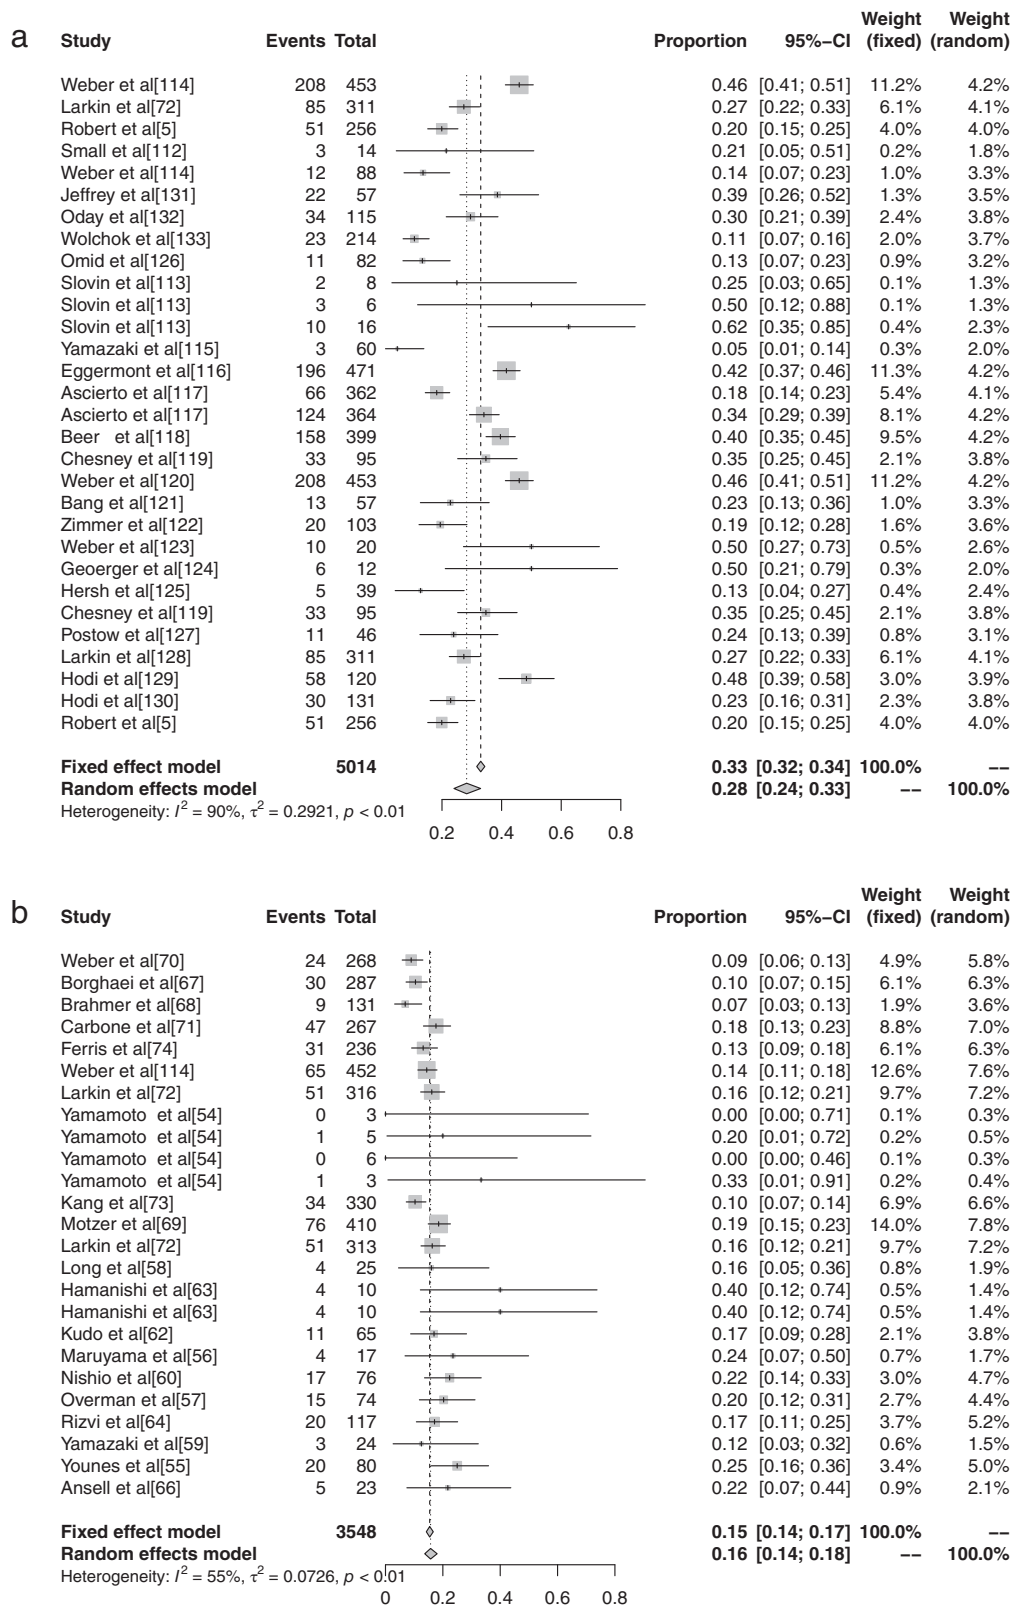 a
Weight Weight
Study Events Total Proportion 95%−CI (fixed) (random)
Weber et al[114] 208 453 0.46 [0.41; 0.51] 11.2% 4.2%
Larkin et al[72] 85 311 0.27 [0.22; 0.33] 6.1% 4.1%
Robert et al[5] 51 256 0.20 [0.15; 0.25] 4.0% 4.0%
Small et al[112] 3 14 0.21 [0.05; 0.51] 0.2% 1.8%
Weber et al[114] 12 88 0.14 [0.07; 0.23] 1.0% 3.3%
Jeffrey et al[131] 22 57 0.39 [0.26; 0.52] 1.3% 3.5%
Oday et al[132] 34 115 0.30 [0.21; 0.39] 2.4% 3.8%
Wolchok et al[133] 23 214 0.11 [0.07; 0.16] 2.0% 3.7%
Omid et al[126] 11 82 0.13 [0.07; 0.23] 0.9% 3.2%
Slovin et al[113] 2 8 0.25 [0.03; 0.65] 0.1% 1.3%
Slovin et al[113] 3 6 0.50 [0.12; 0.88] 0.1% 1.3%
Slovin et al[113] 10 16 0.62 [0.35; 0.85] 0.4% 2.3%
Yamazaki et al[115] 3 60 0.05 [0.01; 0.14] 0.3% 2.0%
Eggermont et al[116] 196 471 0.42 [0.37; 0.46] 11.3% 4.2%
Ascierto et al[117] 66 362 0.18 [0.14; 0.23] 5.4% 4.1%
Ascierto et al[117] 124 364 0.34 [0.29; 0.39] 8.1% 4.2%
Beer et al[118] 158 399 0.40 [0.35; 0.45] 9.5% 4.2%
Chesney et al[119] 33 95 0.35 [0.25; 0.45] 2.1% 3.8%
Weber et al[120] 208 453 0.46 [0.41; 0.51] 11.2% 4.2%
Bang et al[121] 13 57 0.23 [0.13; 0.36] 1.0% 3.3%
Zimmer et al[122] 20 103 0.19 [0.12; 0.28] 1.6% 3.6%
Weber et al[123] 10 20 0.50 [0.27; 0.73] 0.5% 2.6%
Geoerger et al[124] 6 12 0.50 [0.21; 0.79] 0.3% 2.0%
Hersh et al[125] 5 39 0.13 [0.04; 0.27] 0.4% 2.4%
Chesney et al[119] 33 95 0.35 [0.25; 0.45] 2.1% 3.8%
Postow et al[127] 11 46 0.24 [0.13; 0.39] 0.8% 3.1%
Larkin et al[128] 85 311 0.27 [0.22; 0.33] 6.1% 4.1%
Hodi et al[129] 58 120 0.48 [0.39; 0.58] 3.0% 3.9%
Hodi et al[130] 30 131 0.23 [0.16; 0.31] 2.3% 3.8%
Robert et al[5] 51 256 0.20 [0.15; 0.25] 4.0% 4.0%
Fixed effect model 5014 0.33 [0.32; 0.34] 100.0% −−
Random effects model 0.28 [0.24; 0.33] −− 100.0%
Heterogeneity: I² = 90%, τ² = 0.2921, p < 0.01
0.2 0.4 0.6 0.8
b
Weight Weight
Study Events Total Proportion 95%−CI (fixed) (random)
Weber et al[70] 24 268 0.09 [0.06; 0.13] 4.9% 5.8%
Borghaei et al[67] 30 287 0.10 [0.07; 0.15] 6.1% 6.3%
Brahmer et al[68] 9 131 0.07 [0.03; 0.13] 1.9% 3.6%
Carbone et al[71] 47 267 0.18 [0.13; 0.23] 8.8% 7.0%
Ferris et al[74] 31 236 0.13 [0.09; 0.18] 6.1% 6.3%
Weber et al[114] 65 452 0.14 [0.11; 0.18] 12.6% 7.6%
Larkin et al[72] 51 316 0.16 [0.12; 0.21] 9.7% 7.2%
Yamamoto et al[54] 0 3 0.00 [0.00; 0.71] 0.1% 0.3%
Yamamoto et al[54] 1 5 0.20 [0.01; 0.72] 0.2% 0.5%
Yamamoto et al[54] 0 6 0.00 [0.00; 0.46] 0.1% 0.3%
Yamamoto et al[54] 1 3 0.33 [0.01; 0.91] 0.2% 0.4%
Kang et al[73] 34 330 0.10 [0.07; 0.14] 6.9% 6.6%
Motzer et al[69] 76 410 0.19 [0.15; 0.23] 14.0% 7.8%
Larkin et al[72] 51 313 0.16 [0.12; 0.21] 9.7% 7.2%
Long et al[58] 4 25 0.16 [0.05; 0.36] 0.8% 1.9%
Hamanishi et al[63] 4 10 0.40 [0.12; 0.74] 0.5% 1.4%
Hamanishi et al[63] 4 10 0.40 [0.12; 0.74] 0.5% 1.4%
Kudo et al[62] 11 65 0.17 [0.09; 0.28] 2.1% 3.8%
Maruyama et al[56] 4 17 0.24 [0.07; 0.50] 0.7% 1.7%
Nishio et al[60] 17 76 0.22 [0.14; 0.33] 3.0% 4.7%
Overman et al[57] 15 74 0.20 [0.12; 0.31] 2.7% 4.4%
Rizvi et al[64] 20 117 0.17 [0.11; 0.25] 3.7% 5.2%
Yamazaki et al[59] 3 24 0.12 [0.03; 0.32] 0.6% 1.5%
Younes et al[55] 20 80 0.25 [0.16; 0.36] 3.4% 5.0%
Ansell et al[66] 5 23 0.22 [0.07; 0.44] 0.9% 2.1%
Fixed effect model 3548 0.15 [0.14; 0.17] 100.0% −−
Random effects model 0.16 [0.14; 0.18] −− 100.0%
Heterogeneity: I² = 55%, τ² = 0.0726, p < 0.01
0 0.2 0.4 0.6 0.8